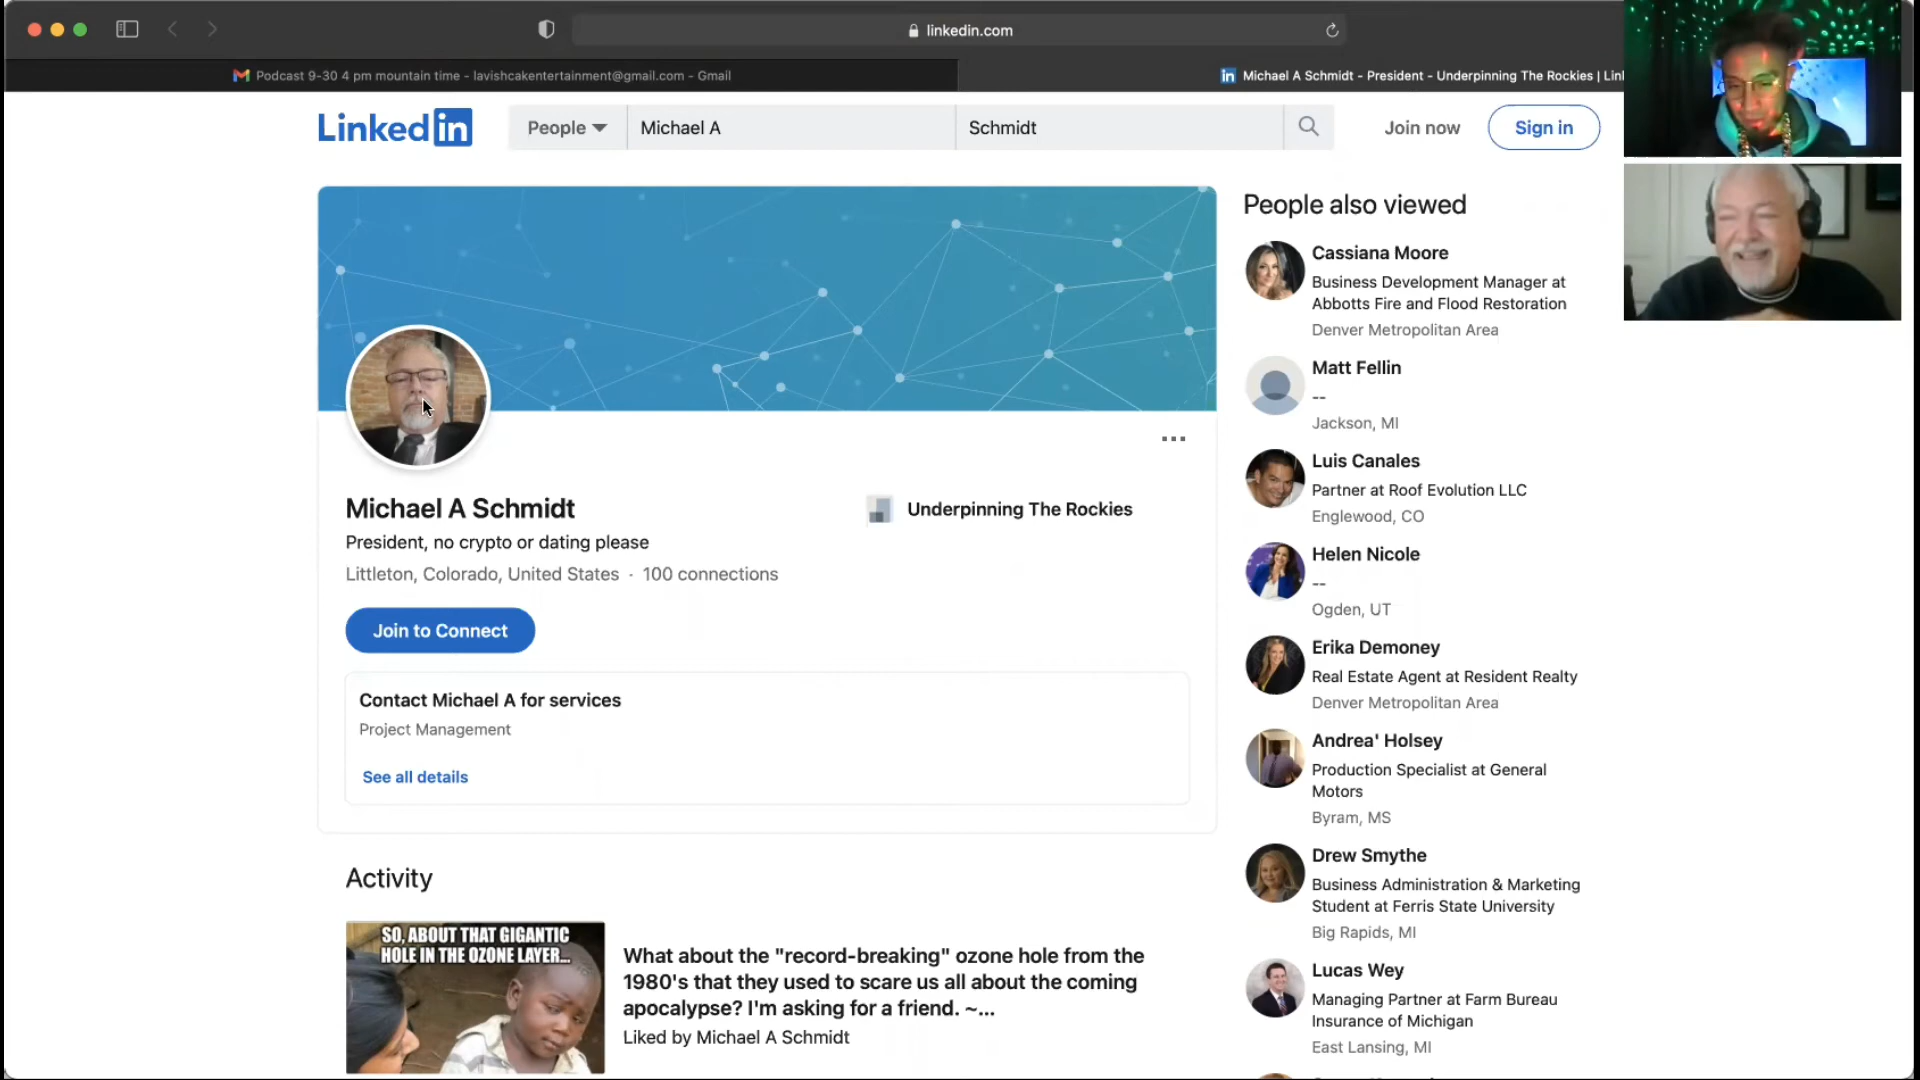 linkedin.com
Podcast 9-30 4 pm mountain time - lavishcakentertainment@gmail.com - Gmail
Michael A Schmidt - President - Underpinning The Rockies | Linl
Linked in
People
Michael A
Schmidt
Join now
Sign in
Michael A Schmidt
President, no crypto or dating please
Littleton, Colorado, United States · 100 connections
Underpinning The Rockies
Join to Connect
Contact Michael A for services
Project Management
See all details
Activity
SO, ABOUT THAT GIGANTIC
HOLE IN THE OZONE LAYER...
What about the "record-breaking" ozone hole from the
1980's that they used to scare us all about the coming
apocalypse? I'm asking for a friend. ~...
Liked by Michael A Schmidt
People also viewed
Cassiana Moore
Business Development Manager at
Abbotts Fire and Flood Restoration
Denver Metropolitan Area
Matt Fellin
--
Jackson, MI
Luis Canales
Partner at Roof Evolution LLC
Englewood, CO
Helen Nicole
--
Ogden, UT
Erika Demoney
Real Estate Agent at Resident Realty
Denver Metropolitan Area
Andrea' Holsey
Production Specialist at General
Motors
Byram, MS
Drew Smythe
Business Administration & Marketing
Student at Ferris State University
Big Rapids, MI
Lucas Wey
Managing Partner at Farm Bureau
Insurance of Michigan
East Lansing, MI